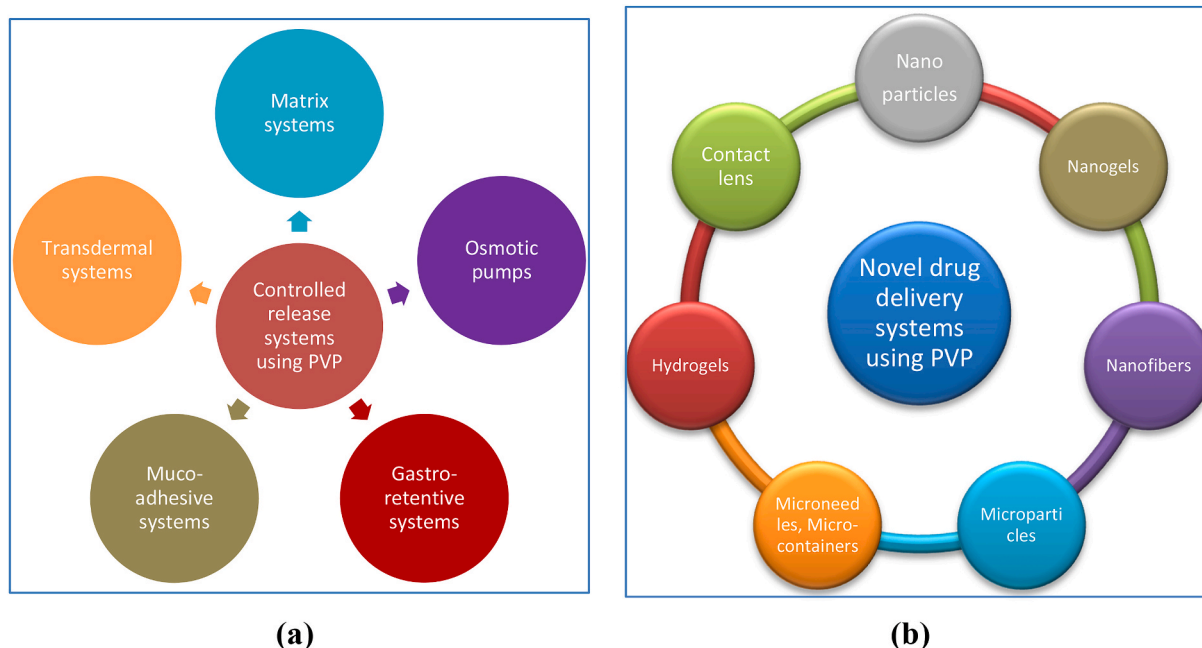 Matrix
systems
Transdermal
systems
Osmotic
pumps
Controlled
release
systems
using PVP
Muco-
adhesive
systems
Gastro-
retentive
systems
(a)
Nano
particles
Contact
lens
Nanogels
Novel drug
delivery
systems
using PVP
Hydrogels
Nanofibers
Microneed
les, Micro-
containers
Microparti
cles
(b)